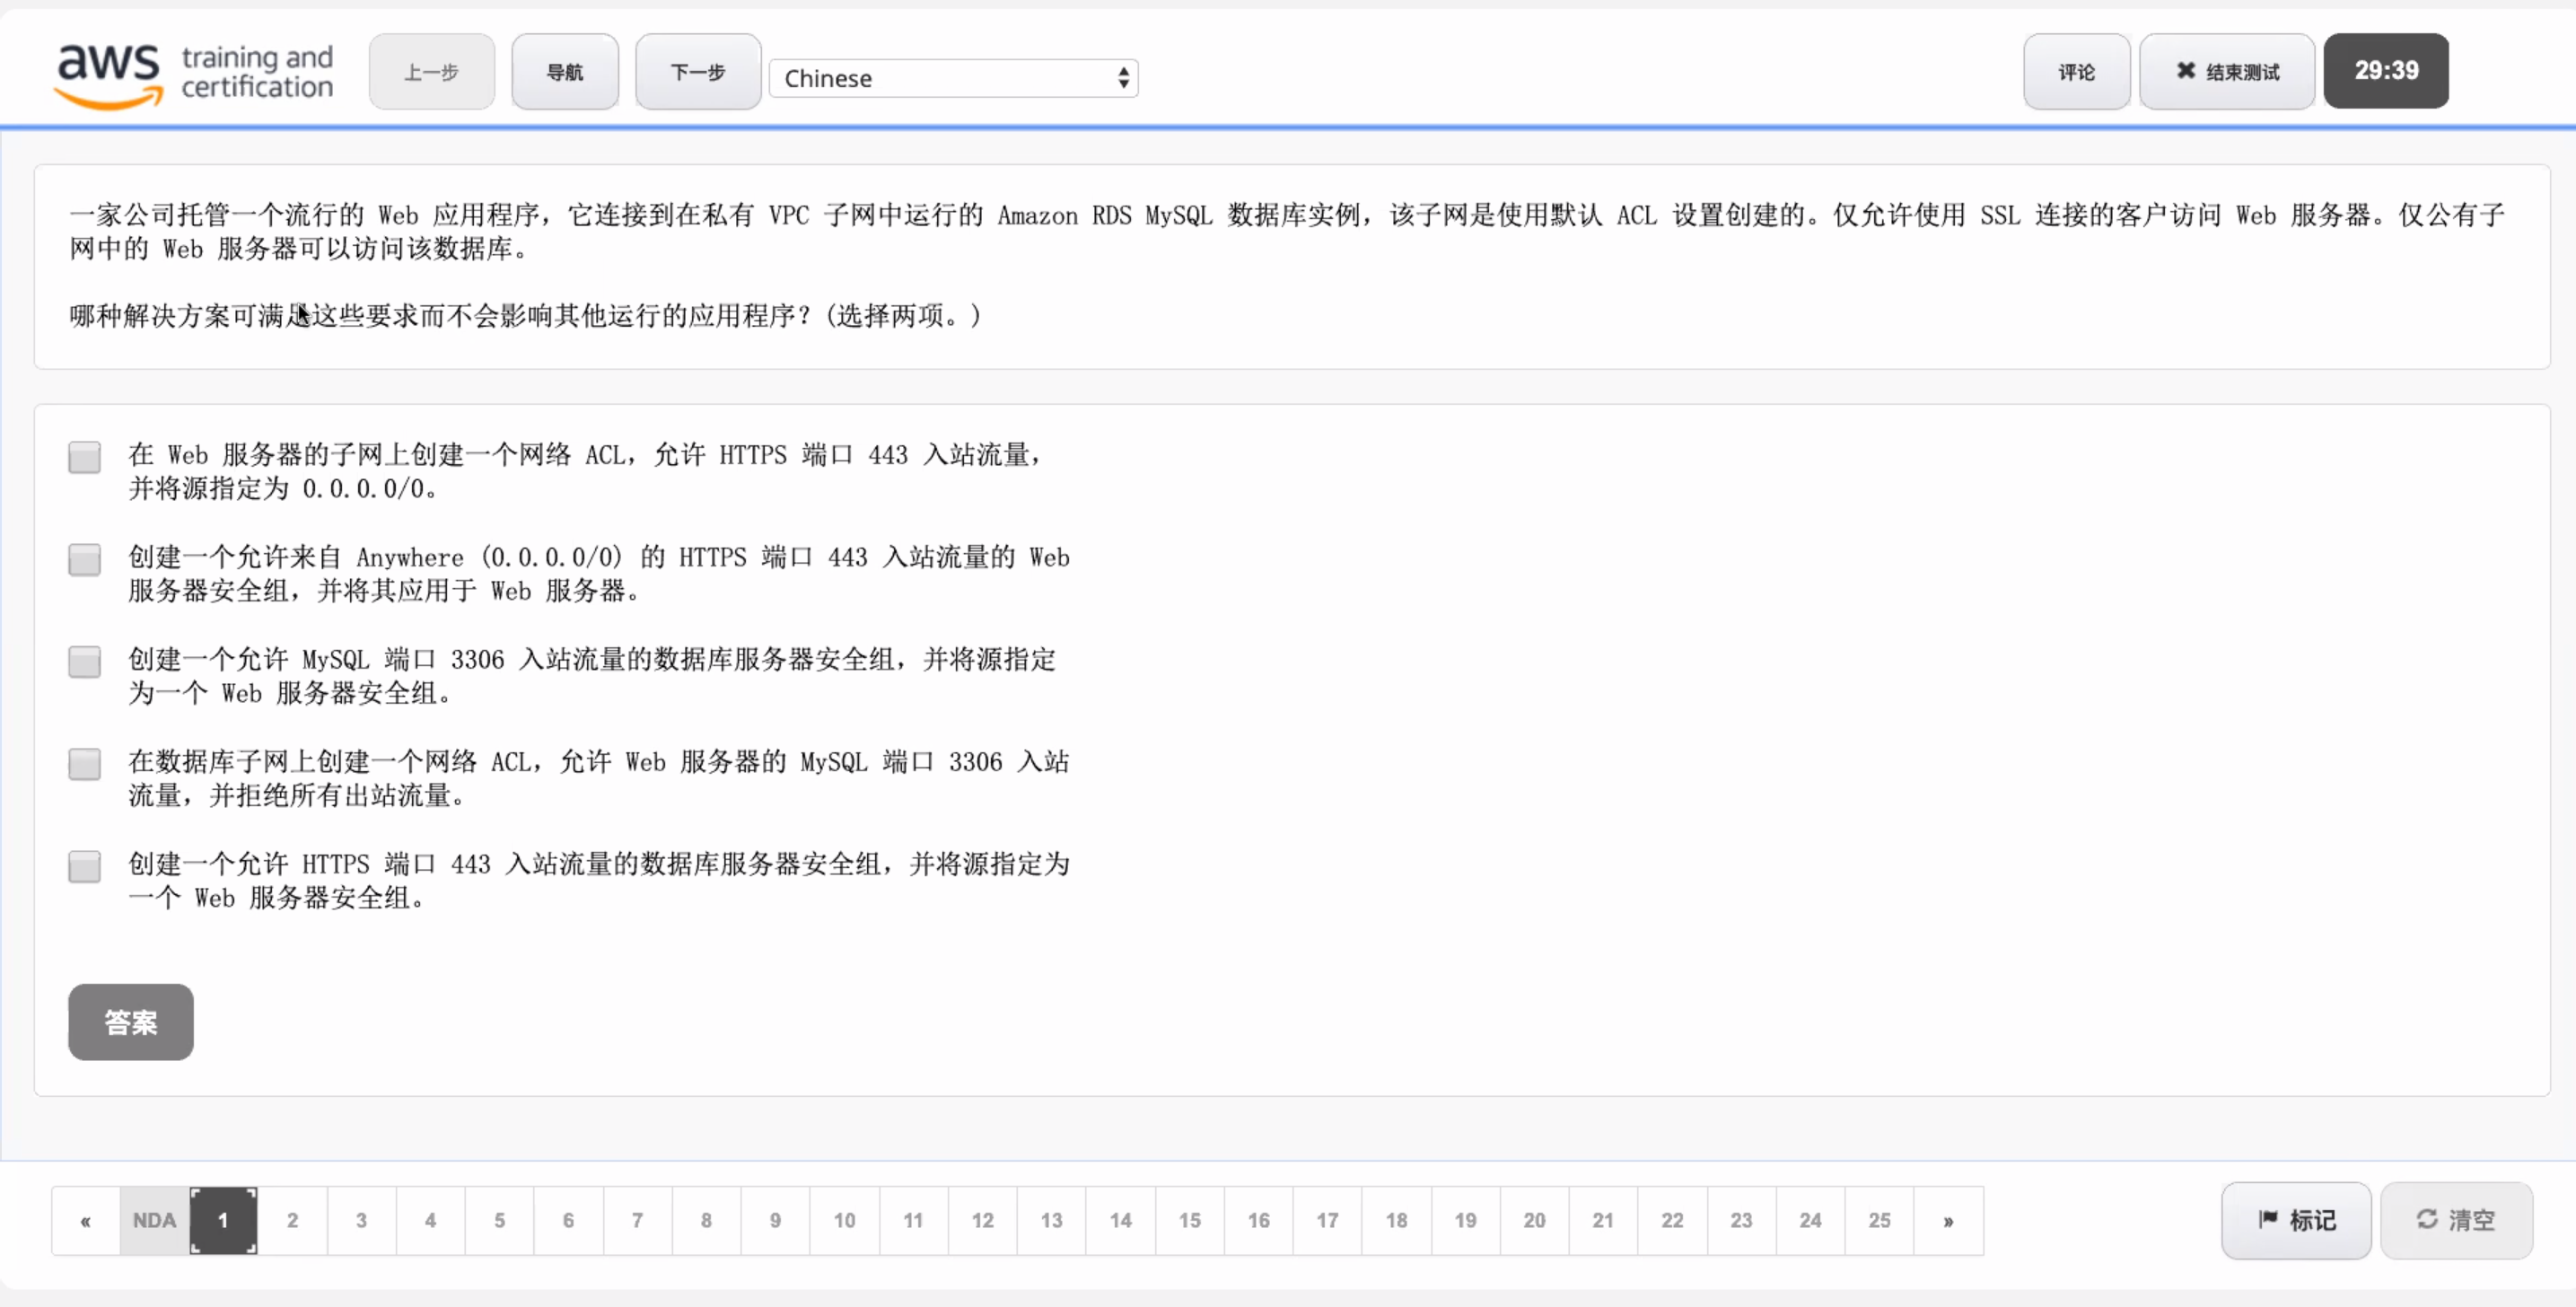 aws training and certification
上一步
导航
下一步
Chinese
评论
✖ 结束测试
29:39
一家公司托管一个流行的 Web 应用程序，它连接到在私有 VPC 子网中运行的 Amazon RDS MySQL 数据库实例，该子网是使用默认 ACL 设置创建的。仅允许使用 SSL 连接的客户访问 Web 服务器。仅公有子
网中的 Web 服务器可以访问该数据库。
哪种解决方案可满足这些要求而不会影响其他运行的应用程序？(选择两项。)
在 Web 服务器的子网上创建一个网络 ACL，允许 HTTPS 端口 443 入站流量，
并将源指定为 0.0.0.0/0。
创建一个允许来自 Anywhere (0.0.0.0/0) 的 HTTPS 端口 443 入站流量的 Web
服务器安全组，并将其应用于 Web 服务器。
创建一个允许 MySQL 端口 3306 入站流量的数据库服务器安全组，并将源指定
为一个 Web 服务器安全组。
在数据库子网上创建一个网络 ACL，允许 Web 服务器的 MySQL 端口 3306 入站
流量，并拒绝所有出站流量。
创建一个允许 HTTPS 端口 443 入站流量的数据库服务器安全组，并将源指定为
一个 Web 服务器安全组。
答案
« NDA 1 2 3 4 5 6 7 8 9 10 11 12 13 14 15 16 17 18 19 20 21 22 23 24 25 »
标记
清空